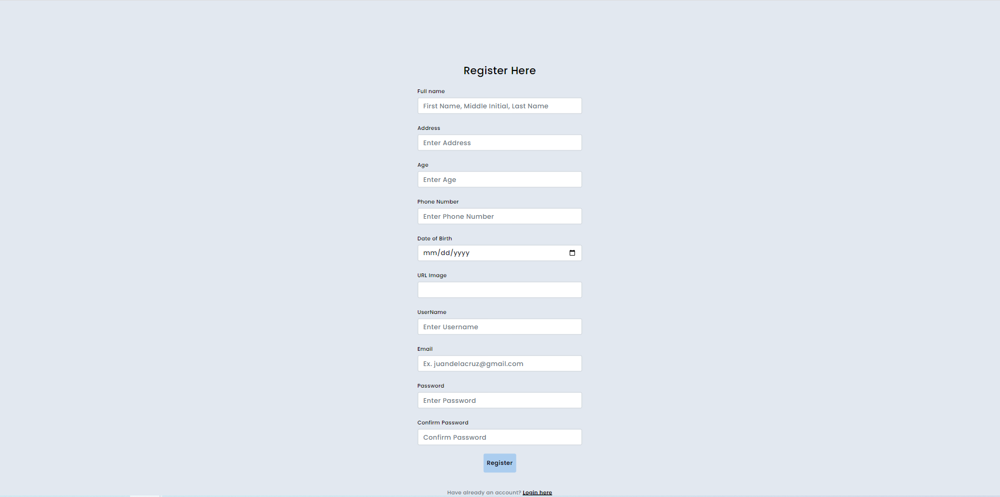 Register Here
Full name
First Name, Middle Initial, Last Name
Address
Enter Address
Age
Enter Age
Phone Number
Enter Phone Number
Date of Birth
mm/dd/yyyy
URL Image
UserName
Enter Username
Email
Ex. juandelacruz@gmail.com
Password
Enter Password
Confirm Password
Confirm Password
Register
Have already an account? Login here